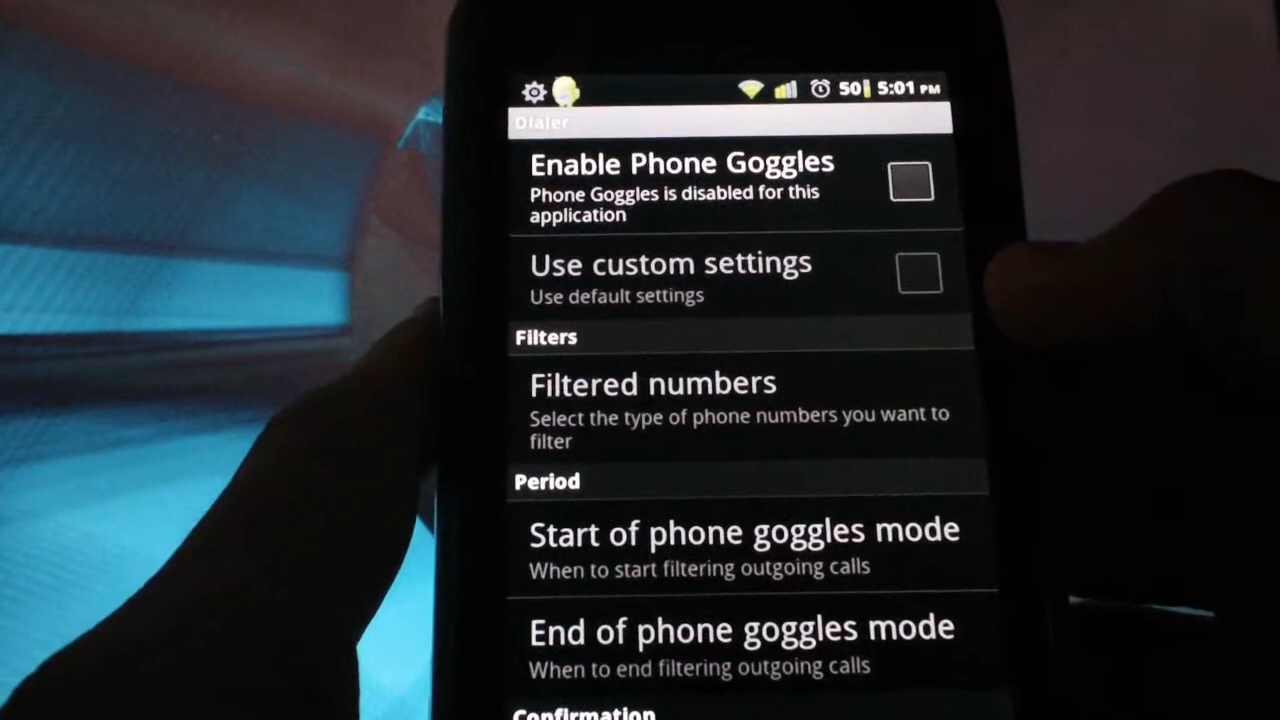 50 5:01 PM
Dialer
Enable Phone Goggles
Phone Goggles is disabled for this
application
Use custom settings
Use default settings
Filters
Filtered numbers
Select the type of phone numbers you want to
filter
Period
Start of phone goggles mode
When to start filtering outgoing calls
End of phone goggles mode
When to end filtering outgoing calls
Confirmation